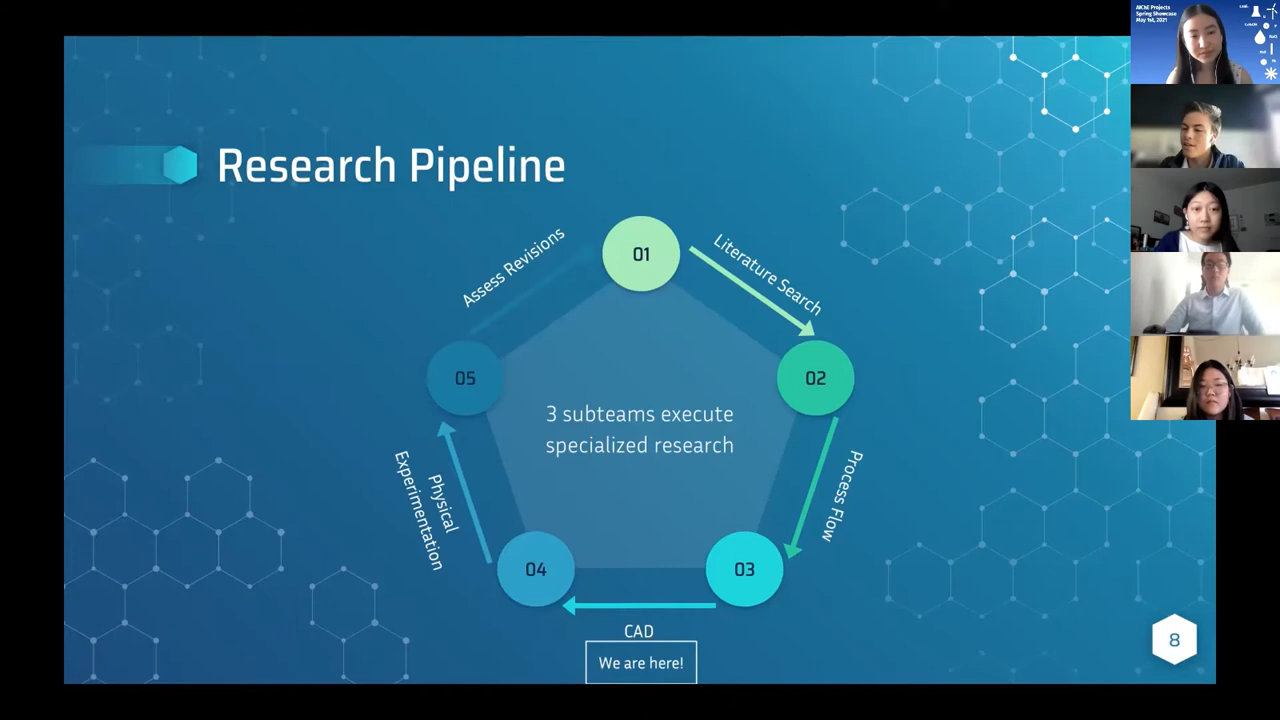 AIChE Projects
Spring Showcase
May 1st, 2021
Research Pipeline
01
Literature Search
02
Process Flow
03
CAD
We are here!
04
Physical
Experimentation
05
Assess Revisions
3 subteams execute
specialized research
8